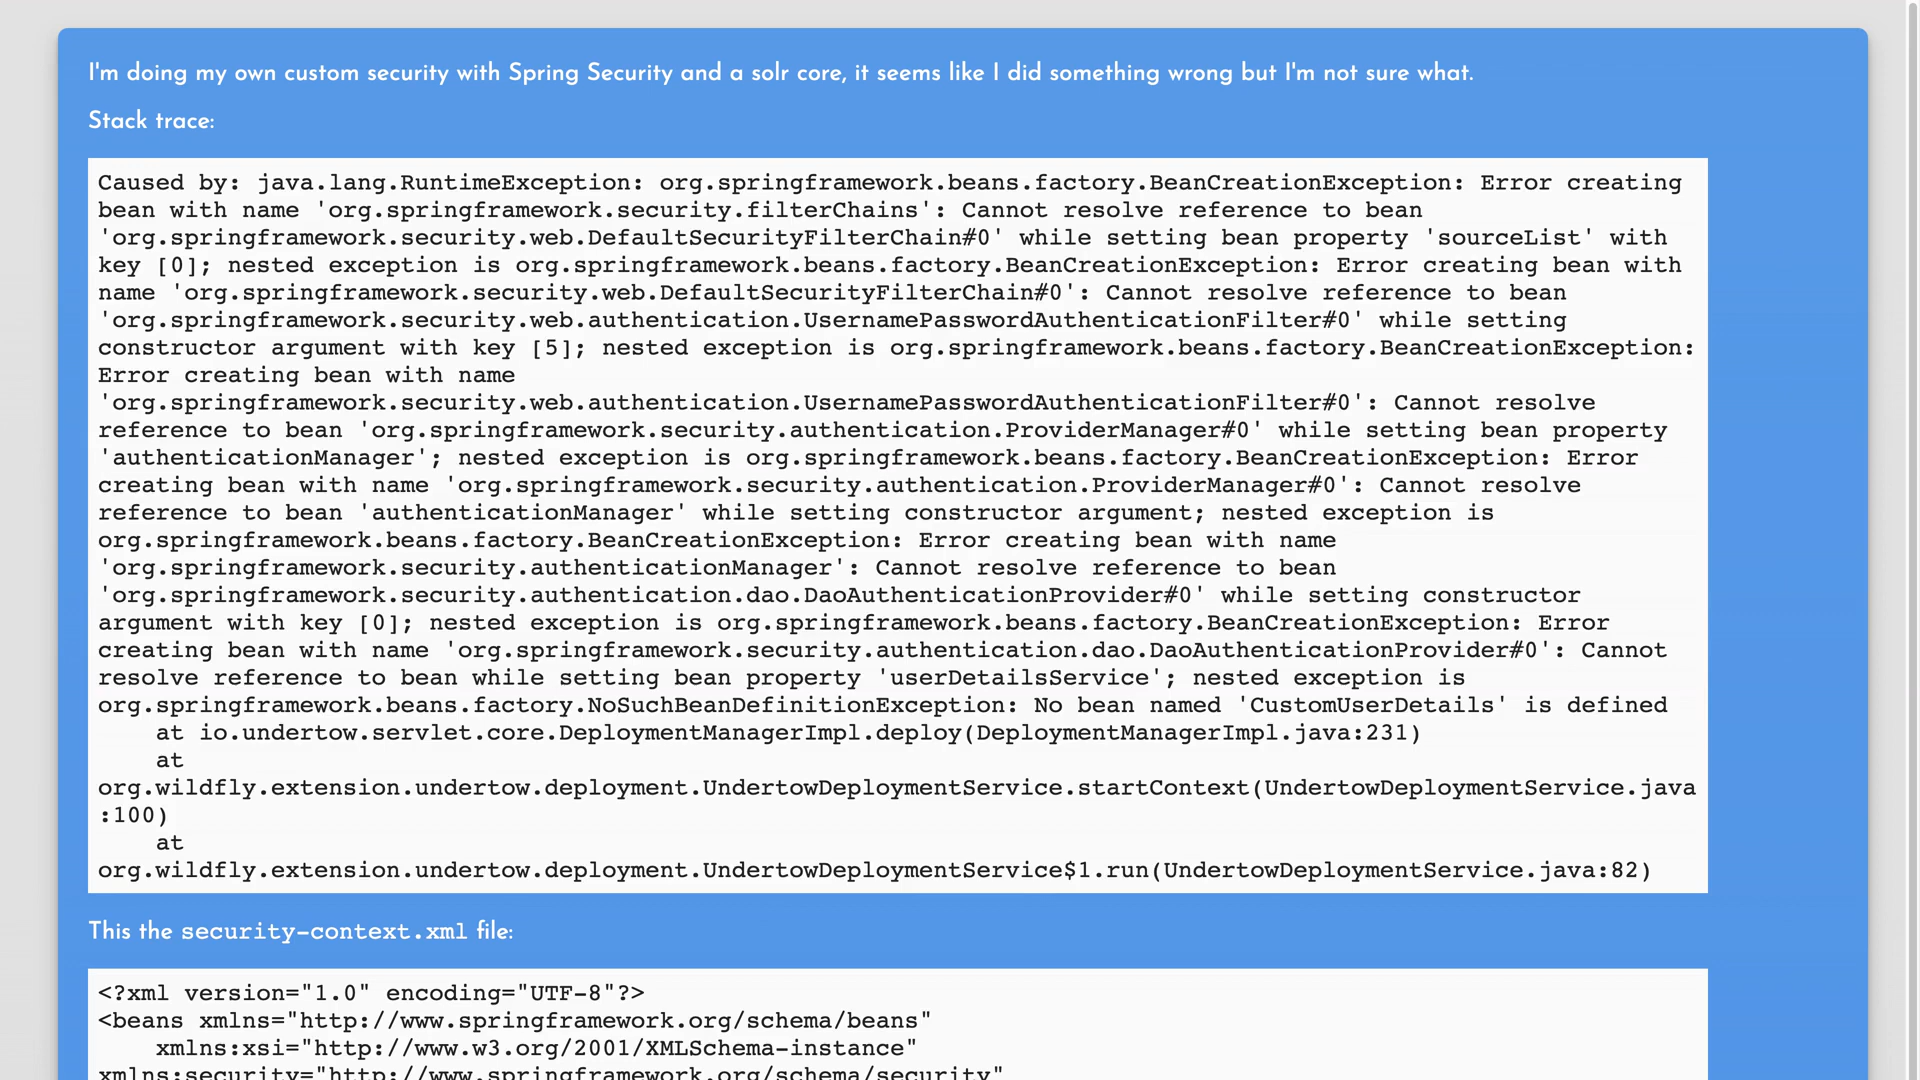 I'm doing my own custom security with Spring Security and a solr core, it seems like I did something wrong but I'm not sure what.
Stack trace:
Caused by: java.lang.RuntimeException: org.springframework.beans.factory.BeanCreationException: Error creating
bean with name 'org.springframework.security.filterChains': Cannot resolve reference to bean
'org.springframework.security.web.DefaultSecurityFilterChain#0' while setting bean property 'sourceList' with
key [0]; nested exception is org.springframework.beans.factory.BeanCreationException: Error creating bean with
name 'org.springframework.security.web.DefaultSecurityFilterChain#0': Cannot resolve reference to bean
'org.springframework.security.web.authentication.UsernamePasswordAuthenticationFilter#0' while setting
constructor argument with key [5]; nested exception is org.springframework.beans.factory.BeanCreationException:
Error creating bean with name
'org.springframework.security.web.authentication.UsernamePasswordAuthenticationFilter#0': Cannot resolve
reference to bean 'org.springframework.security.authentication.ProviderManager#0' while setting bean property
'authenticationManager'; nested exception is org.springframework.beans.factory.BeanCreationException: Error
creating bean with name 'org.springframework.security.authentication.ProviderManager#0': Cannot resolve
reference to bean 'authenticationManager' while setting constructor argument; nested exception is
org.springframework.beans.factory.BeanCreationException: Error creating bean with name
'org.springframework.security.authenticationManager': Cannot resolve reference to bean
'org.springframework.security.authentication.dao.DaoAuthenticationProvider#0' while setting constructor
argument with key [0]; nested exception is org.springframework.beans.factory.BeanCreationException: Error
creating bean with name 'org.springframework.security.authentication.dao.DaoAuthenticationProvider#0': Cannot
resolve reference to bean while setting bean property 'userDetailsService'; nested exception is
org.springframework.beans.factory.NoSuchBeanDefinitionException: No bean named 'CustomUserDetails' is defined
    at io.undertow.servlet.core.DeploymentManagerImpl.deploy(DeploymentManagerImpl.java:231)
    at
org.wildfly.extension.undertow.deployment.UndertowDeploymentService.startContext(UndertowDeploymentService.java
:100)
    at
org.wildfly.extension.undertow.deployment.UndertowDeploymentService$1.run(UndertowDeploymentService.java:82)
This the security-context.xml file:
<?xml version="1.0" encoding="UTF-8"?>
<beans xmlns="http://www.springframework.org/schema/beans"
    xmlns:xsi="http://www.w3.org/2001/XMLSchema-instance"
xmlns:security="http://www.springframework.org/schema/security"